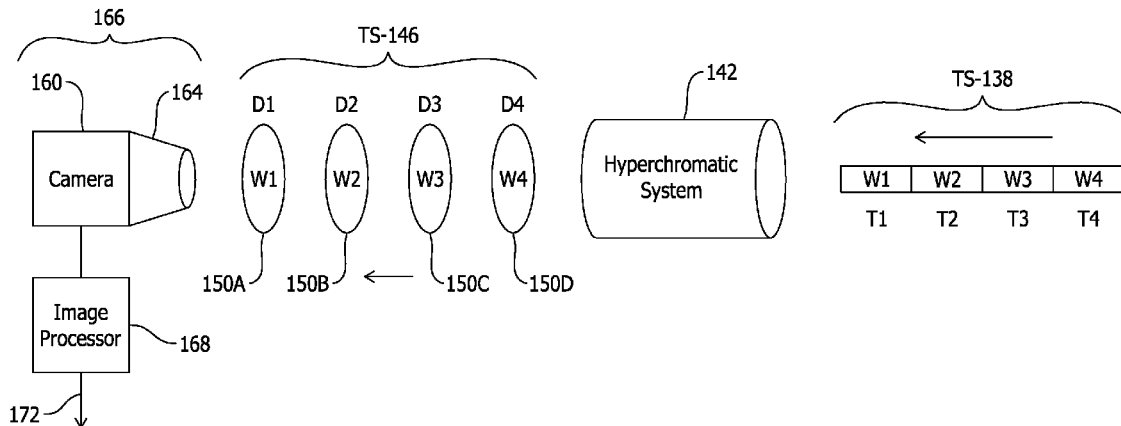 166
TS-146
160
164
142
TS-138
D1 D2 D3 D4
Camera
W1 W2 W3 W4
Hyperchromatic
System
W1 W2 W3 W4
T1 T2 T3 T4
150A 150B 150C 150D
Image
Processor
168
172